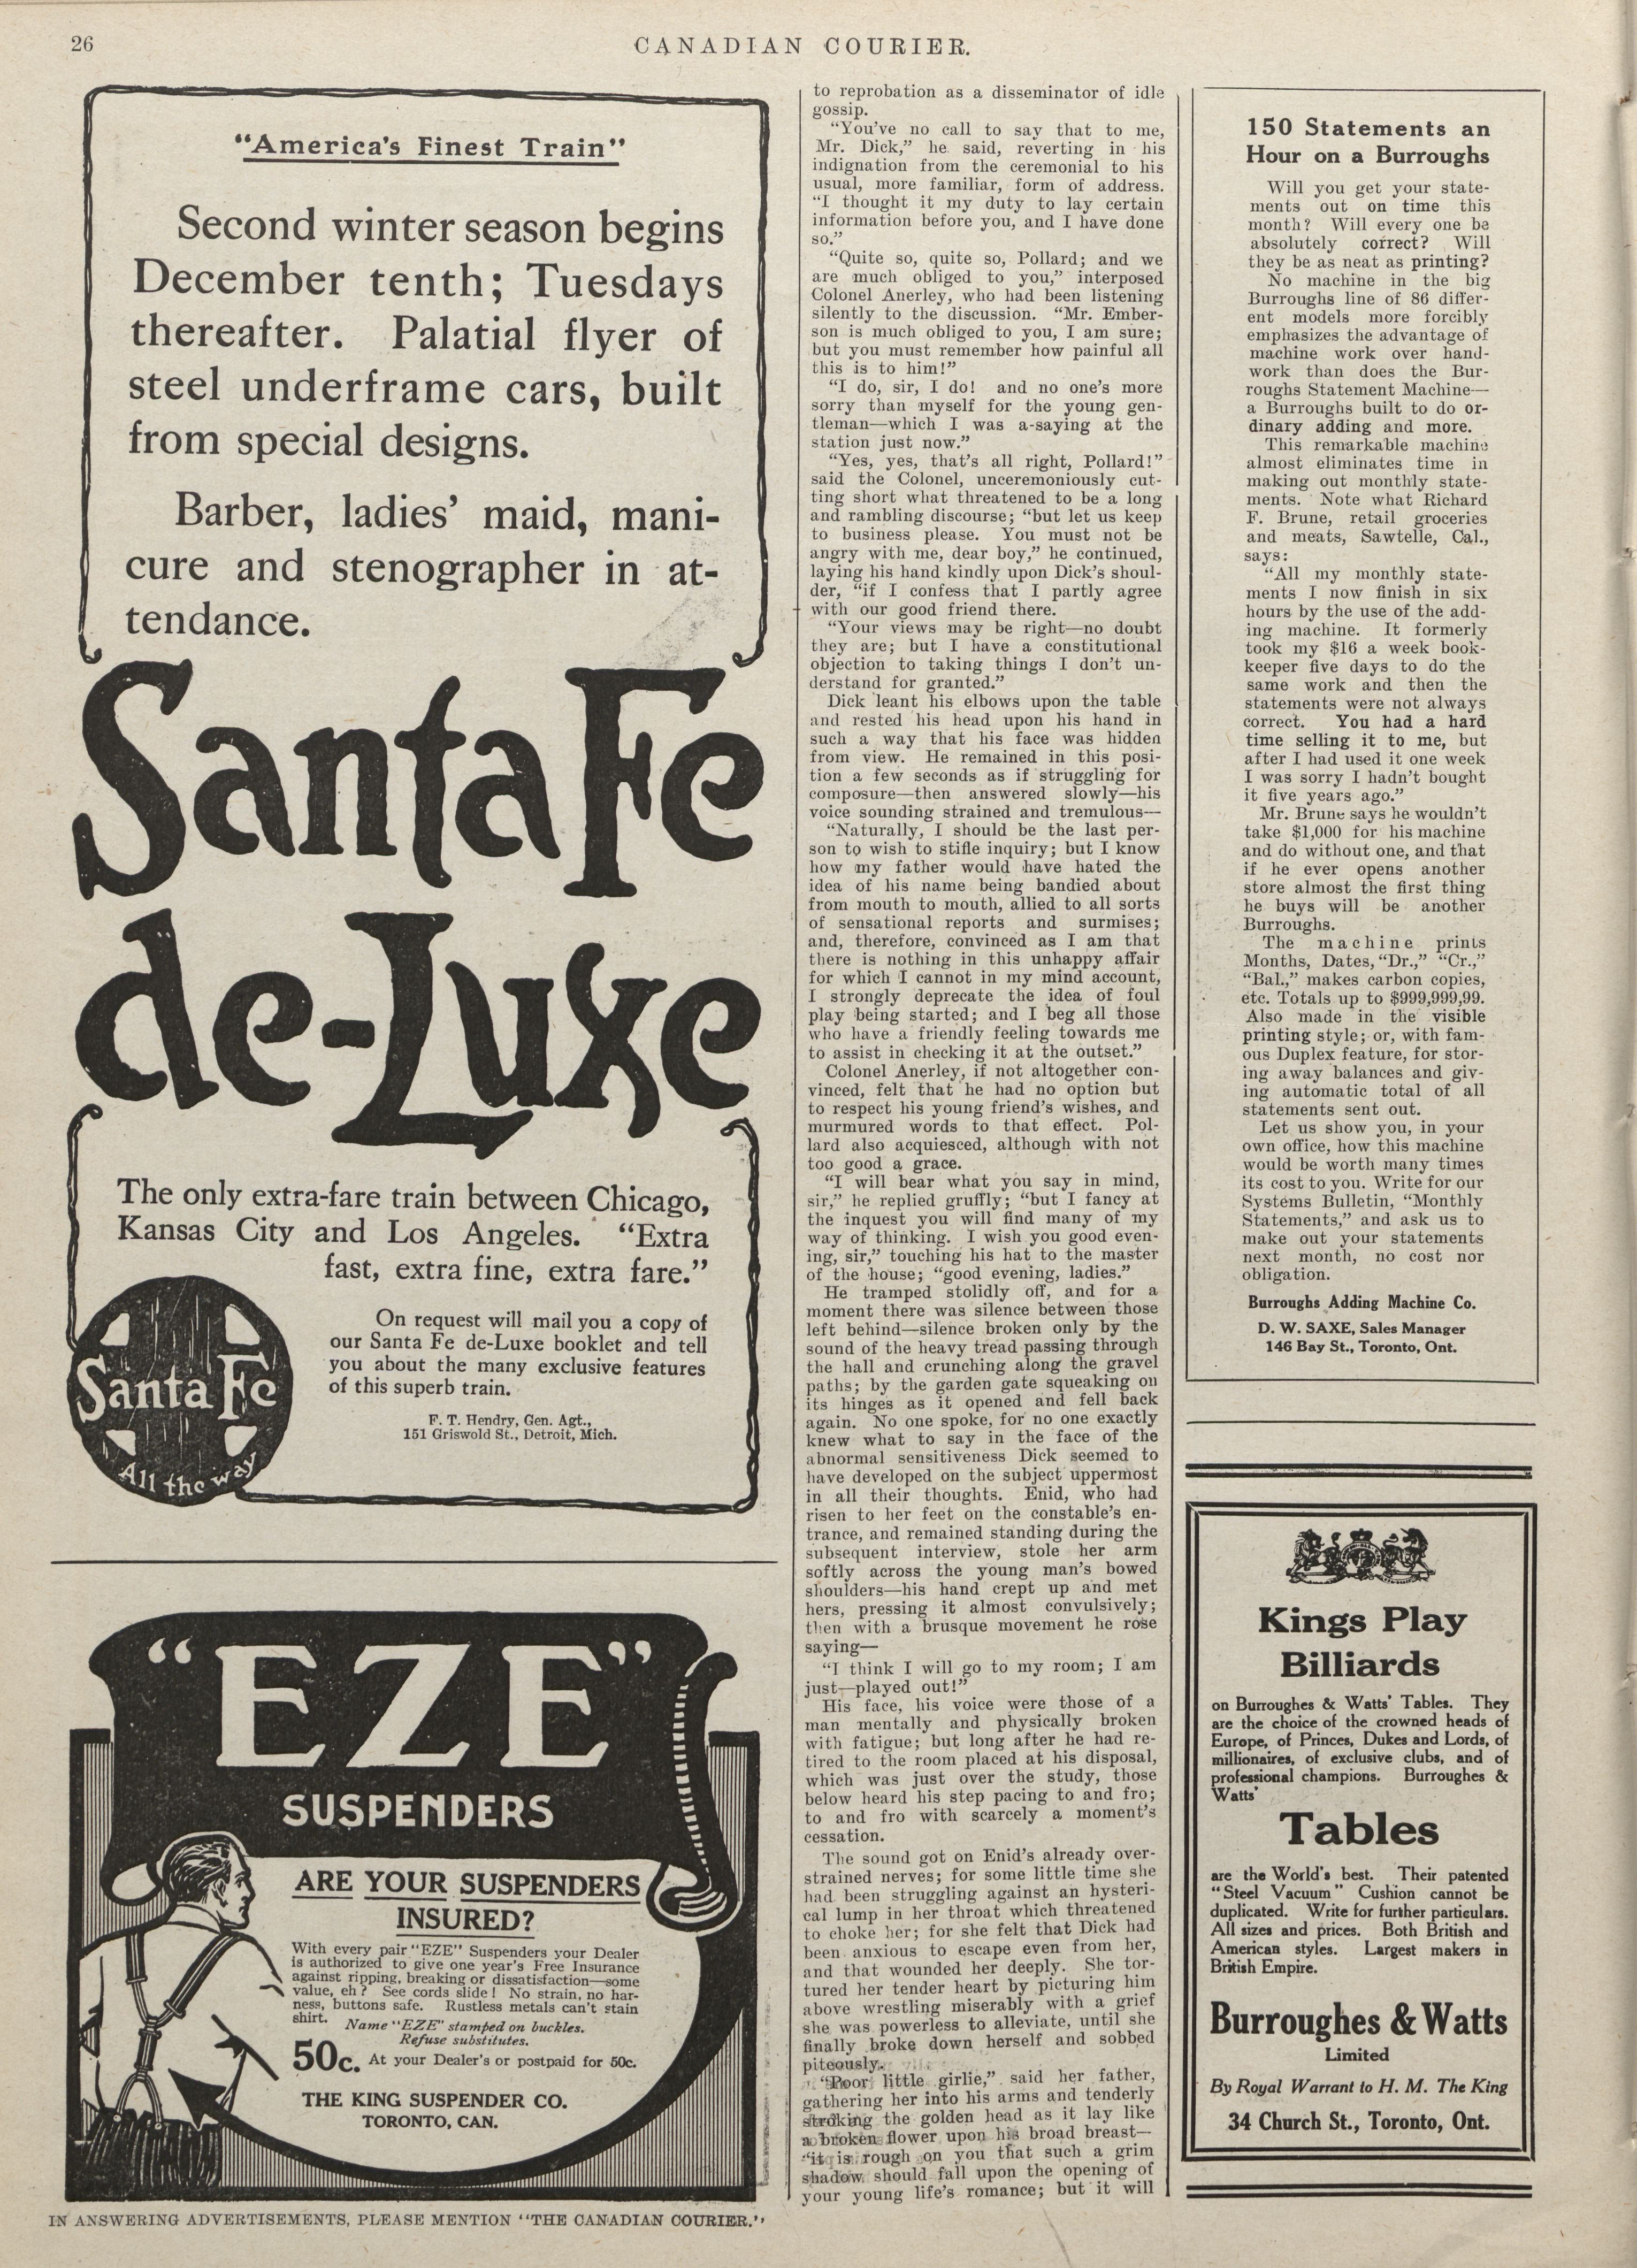 26
CANADIAN COURIER.
"America's Finest Train"
Second winter season begins
December tenth; Tuesdays
thereafter. Palatial flyer of
steel underframe cars, built
from special designs.
Barber, ladies' maid, mani-
cure and stenographer in at-
tendance.
Santa Fe
de-Luxe
The only extra-fare train between Chicago,
Kansas City and Los Angeles. "Extra
fast, extra fine, extra fare."
On request will mail you a copy of
our Santa Fe de-Luxe booklet and tell
you about the many exclusive features
of this superb train.
F. T. Hendry, Gen. Agt.,
151 Griswold St., Detroit, Mich.
Santa Fe
All the way
"EZE"
SUSPENDERS
ARE YOUR SUSPENDERS
INSURED?
With every pair "EZE" Suspenders your Dealer
is authorized to give one year's Free Insurance
against ripping, breaking or dissatisfaction—some
value, eh? See cords slide! No strain, no har-
ness, buttons safe. Rustless metals can't stain
shirt. Name "EZE" stamped on buckles.
Refuse substitutes.
50c. At your Dealer's or postpaid for 50c.
THE KING SUSPENDER CO.
TORONTO, CAN.
to reprobation as a disseminator of idle
gossip.
"You've no call to say that to me,
Mr. Dick," he said, reverting in his
indignation from the ceremonial to his
usual, more familiar, form of address.
"I thought it my duty to lay certain
information before you, and I have done
so."
"Quite so, quite so, Pollard; and we
are much obliged to you," interposed
Colonel Anerley, who had been listening
silently to the discussion. "Mr. Ember-
son is much obliged to you, I am sure;
but you must remember how painful all
this is to him!"
"I do, sir, I do! and no one's more
sorry than myself for the young gen-
tleman—which I was a-saying at the
station just now."
"Yes, yes, that's all right, Pollard!"
said the Colonel, unceremoniously cut-
ting short what threatened to be a long
and rambling discourse; "but let us keep
to business please. You must not be
angry with me, dear boy," he continued,
laying his hand kindly upon Dick's shoul-
der, "if I confess that I partly agree
with our good friend there.
"Your views may be right—no doubt
they are; but I have a constitutional
objection to taking things I don't un-
derstand for granted."
Dick leant his elbows upon the table
and rested his head upon his hand in
such a way that his face was hidden
from view. He remained in this posi-
tion a few seconds as if struggling for
composure—then answered slowly—his
voice sounding strained and tremulous—
"Naturally, I should be the last per-
son to wish to stifle inquiry; but I know
how my father would have hated the
idea of his name being bandied about
from mouth to mouth, allied to all sorts
of sensational reports and surmises;
and, therefore, convinced as I am that
there is nothing in this unhappy affair
for which I cannot in my mind account,
I strongly deprecate the idea of foul
play being started; and I beg all those
who have a friendly feeling towards me
to assist in checking it at the outset."
Colonel Anerley, if not altogether con-
vinced, felt that he had no option but
to respect his young friend's wishes, and
murmured words to that effect. Pol-
lard also acquiesced, although with not
too good a grace.
"I will bear what you say in mind,
sir," he replied gruffly; "but I fancy at
the inquest you will find many of my
way of thinking. I wish you good even-
ing, sir," touching his hat to the master
of the house; "good evening, ladies."
He tramped stolidly off, and for a
moment there was silence between those
left behind—silence broken only by the
sound of the heavy tread passing through
the hall and crunching along the gravel
paths; by the garden gate squeaking on
its hinges as it opened and fell back
again. No one spoke, for no one exactly
knew what to say in the face of the
abnormal sensitiveness Dick seemed to
have developed on the subject uppermost
in all their thoughts. Enid, who had
risen to her feet on the constable's en-
trance, and remained standing during the
subsequent interview, stole her arm
softly across the young man's bowed
shoulders—his hand crept up and met
hers, pressing it almost convulsively;
then with a brusque movement he rose
saying—
"I think I will go to my room; I am
just—played out!"
His face, his voice were those of a
man mentally and physically broken
with fatigue; but long after he had re-
tired to the room placed at his disposal,
which was just over the study, those
below heard his step pacing to and fro;
to and fro with scarcely a moment's
cessation.
The sound got on Enid's already over-
strained nerves; for some little time she
had been struggling against an hysteri-
cal lump in her throat which threatened
to choke her; for she felt that Dick had
been anxious to escape even from her,
and that wounded her deeply. She tor-
tured her tender heart by picturing him
above wrestling miserably with a grief
she was powerless to alleviate, until she
finally broke down herself and sobbed
piteously.
"Poor little girlie," said her father,
gathering her into his arms and tenderly
stroking the golden head as it lay like
a broken flower upon his broad breast—
"it is rough on you that such a grim
shadow should fall upon the opening of
your young life's romance; but it will
150 Statements an
Hour on a Burroughs
Will you get your state-
ments out on time this
month? Will every one be
absolutely correct? Will
they be as neat as printing?
No machine in the big
Burroughs line of 86 differ-
ent models more forcibly
emphasizes the advantage of
machine work over hand-
work than does the Bur-
roughs Statement Machine—
a Burroughs built to do or-
dinary adding and more.
This remarkable machine
almost eliminates time in
making out monthly state-
ments. Note what Richard
F. Brune, retail groceries
and meats, Sawtelle, Cal.,
says:
"All my monthly state-
ments I now finish in six
hours by the use of the add-
ing machine. It formerly
took my $16 a week book-
keeper five days to do the
same work and then the
statements were not always
correct. You had a hard
time selling it to me, but
after I had used it one week
I was sorry I hadn't bought
it five years ago."
Mr. Brune says he wouldn't
take $1,000 for his machine
and do without one, and that
if he ever opens another
store almost the first thing
he buys will be another
Burroughs.
The machine prints
Months, Dates, "Dr.," "Cr.,"
"Bal.," makes carbon copies,
etc. Totals up to $999,999,99.
Also made in the visible
printing style; or, with fam-
ous Duplex feature, for stor-
ing away balances and giv-
ing automatic total of all
statements sent out.
Let us show you, in your
own office, how this machine
would be worth many times
its cost to you. Write for our
Systems Bulletin, "Monthly
Statements," and ask us to
make out your statements
next month, no cost nor
obligation.
Burroughs Adding Machine Co.
D. W. SAXE, Sales Manager
146 Bay St., Toronto, Ont.
Kings Play
Billiards
on Burroughes & Watts' Tables. They
are the choice of the crowned heads of
Europe, of Princes, Dukes and Lords, of
millionaires, of exclusive clubs, and of
professional champions. Burroughes &
Watts'
Tables
are the World's best. Their patented
"Steel Vacuum" Cushion cannot be
duplicated. Write for further particulars.
All sizes and prices. Both British and
American styles. Largest makers in
British Empire.
Burroughes & Watts
Limited
By Royal Warrant to H. M. The King
34 Church St., Toronto, Ont.
IN ANSWERING ADVERTISEMENTS, PLEASE MENTION "THE CANADIAN COURIER."